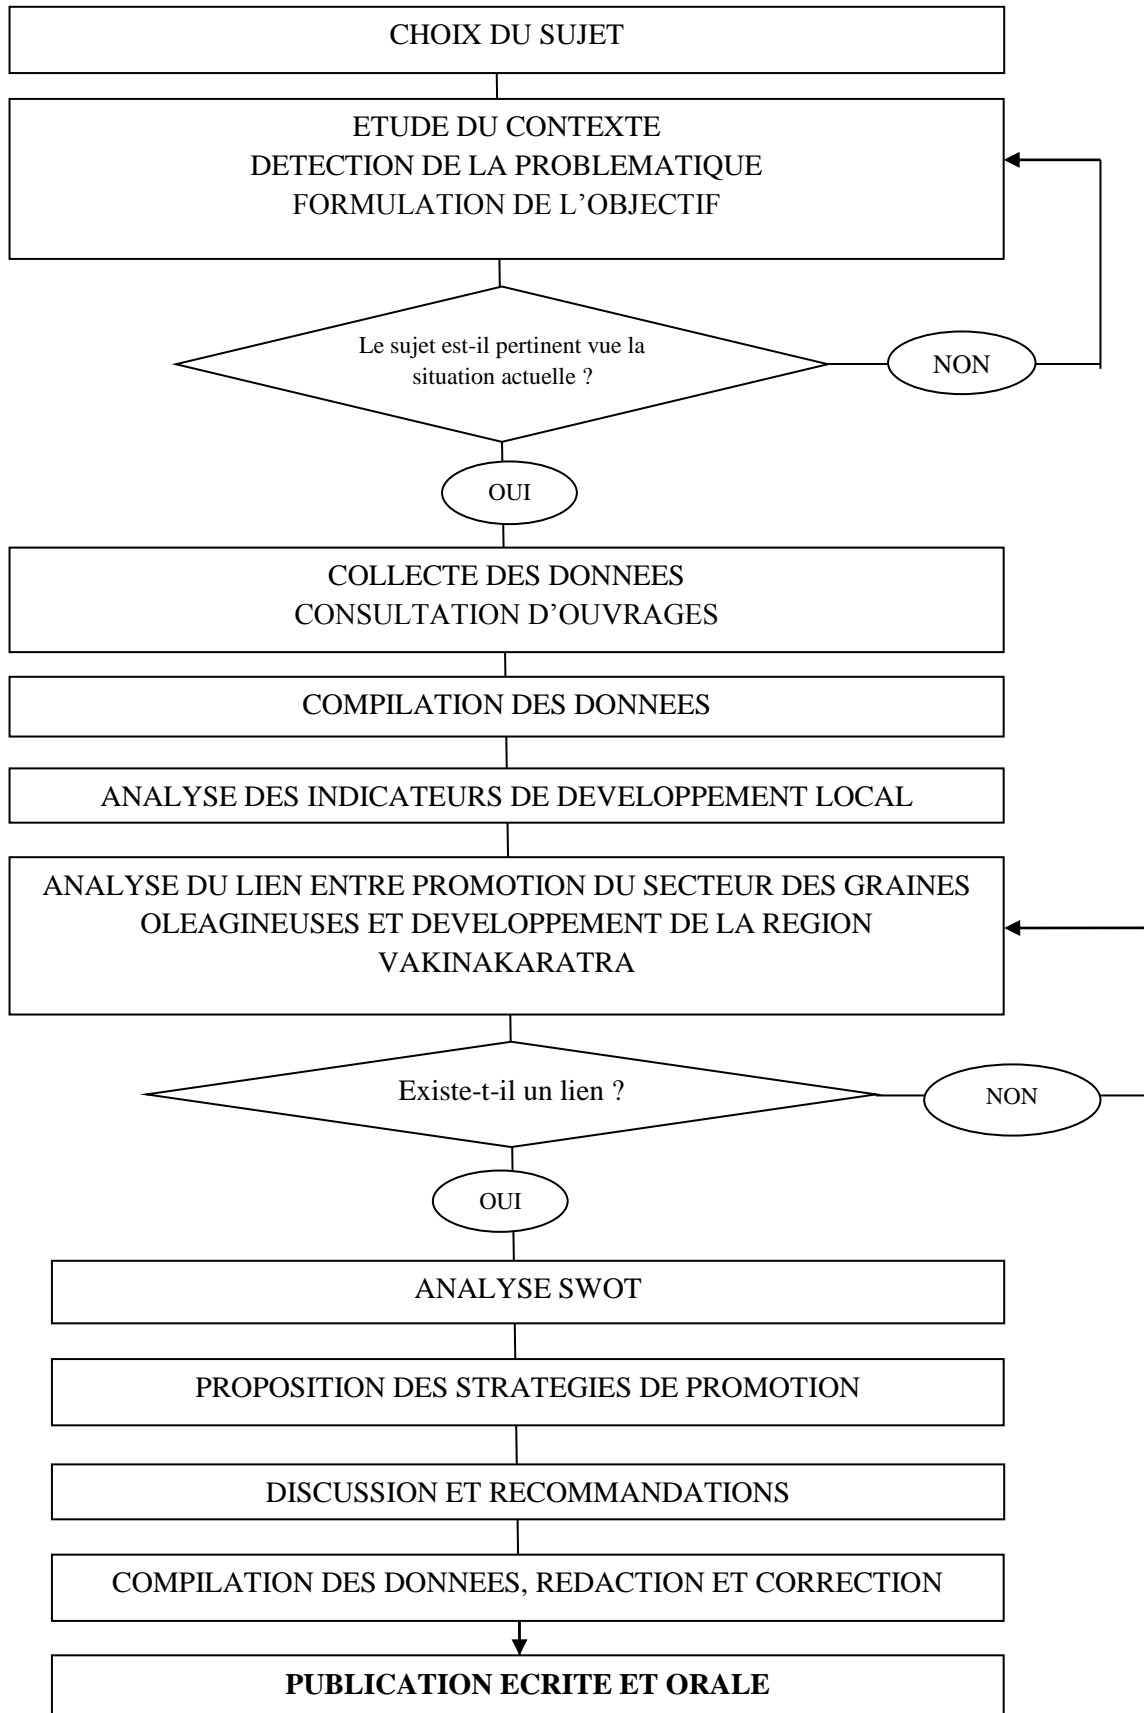 CHOIX DU SUJET
ETUDE DU CONTEXTE
DETECTION DE LA PROBLEMATIQUE
FORMULATION DE L’OBJECTIF
Le sujet est-il pertinent vue la
situation actuelle ?
NON
OUI
COLLECTE DES DONNEES
CONSULTATION D’OUVRAGES
COMPILATION DES DONNEES
ANALYSE DES INDICATEURS DE DEVELOPPEMENT LOCAL
ANALYSE DU LIEN ENTRE PROMOTION DU SECTEUR DES GRAINES
OLEAGINEUSES ET DEVELOPPEMENT DE LA REGION
VAKINAKARATRA
Existe-t-il un lien ?
NON
OUI
ANALYSE SWOT
PROPOSITION DES STRATEGIES DE PROMOTION
DISCUSSION ET RECOMMANDATIONS
COMPILATION DES DONNEES, REDACTION ET CORRECTION
PUBLICATION ECRITE ET ORALE